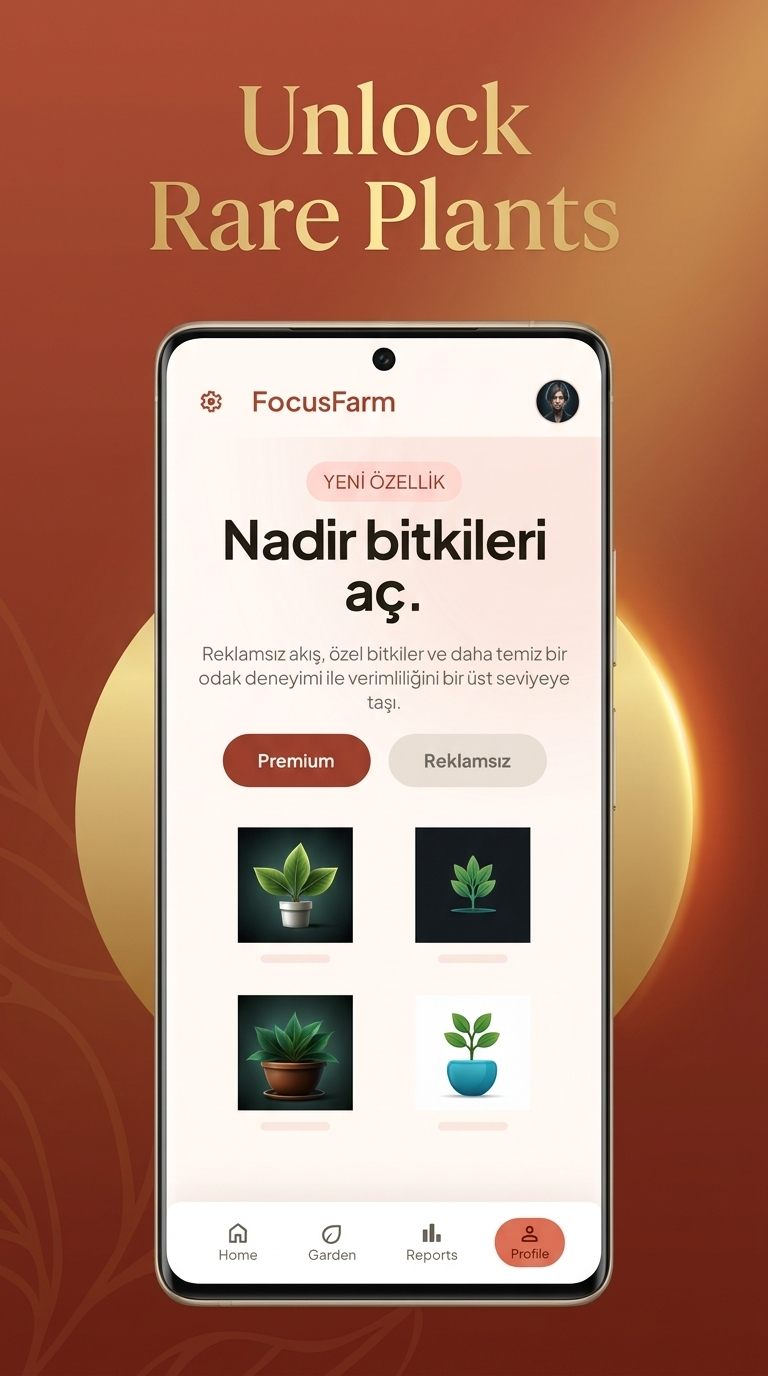 Unlock
Rare Plants
FocusFarm
YENİ ÖZELLİK
Nadir bitkileri
aç.
Reklamsız akış, özel bitkiler ve daha temiz bir
odak deneyimi ile verimliliğini bir üst seviyeye
taşı.
Premium
Reklamsız
Home
Garden
Reports
Profile